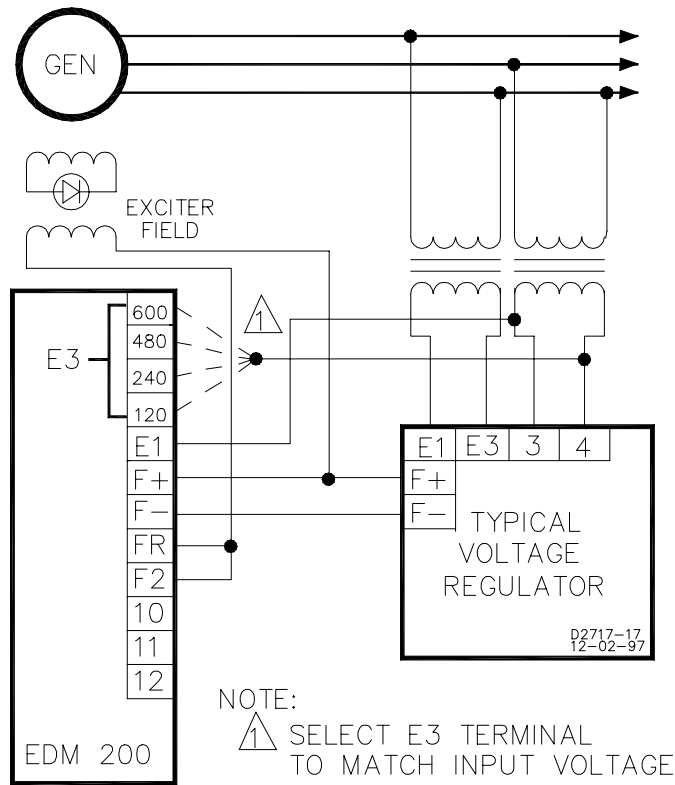 GEN
EXCITER
FIELD
1
600
480
E3
240
120
E1
F+
F-
FR
F2
10
11
12
EDM 200
E1 E3 3 4
F+
F-
TYPICAL
VOLTAGE
REGULATOR
D2717-17
12-02-97
NOTE:
1 SELECT E3 TERMINAL
TO MATCH INPUT VOLTAGE